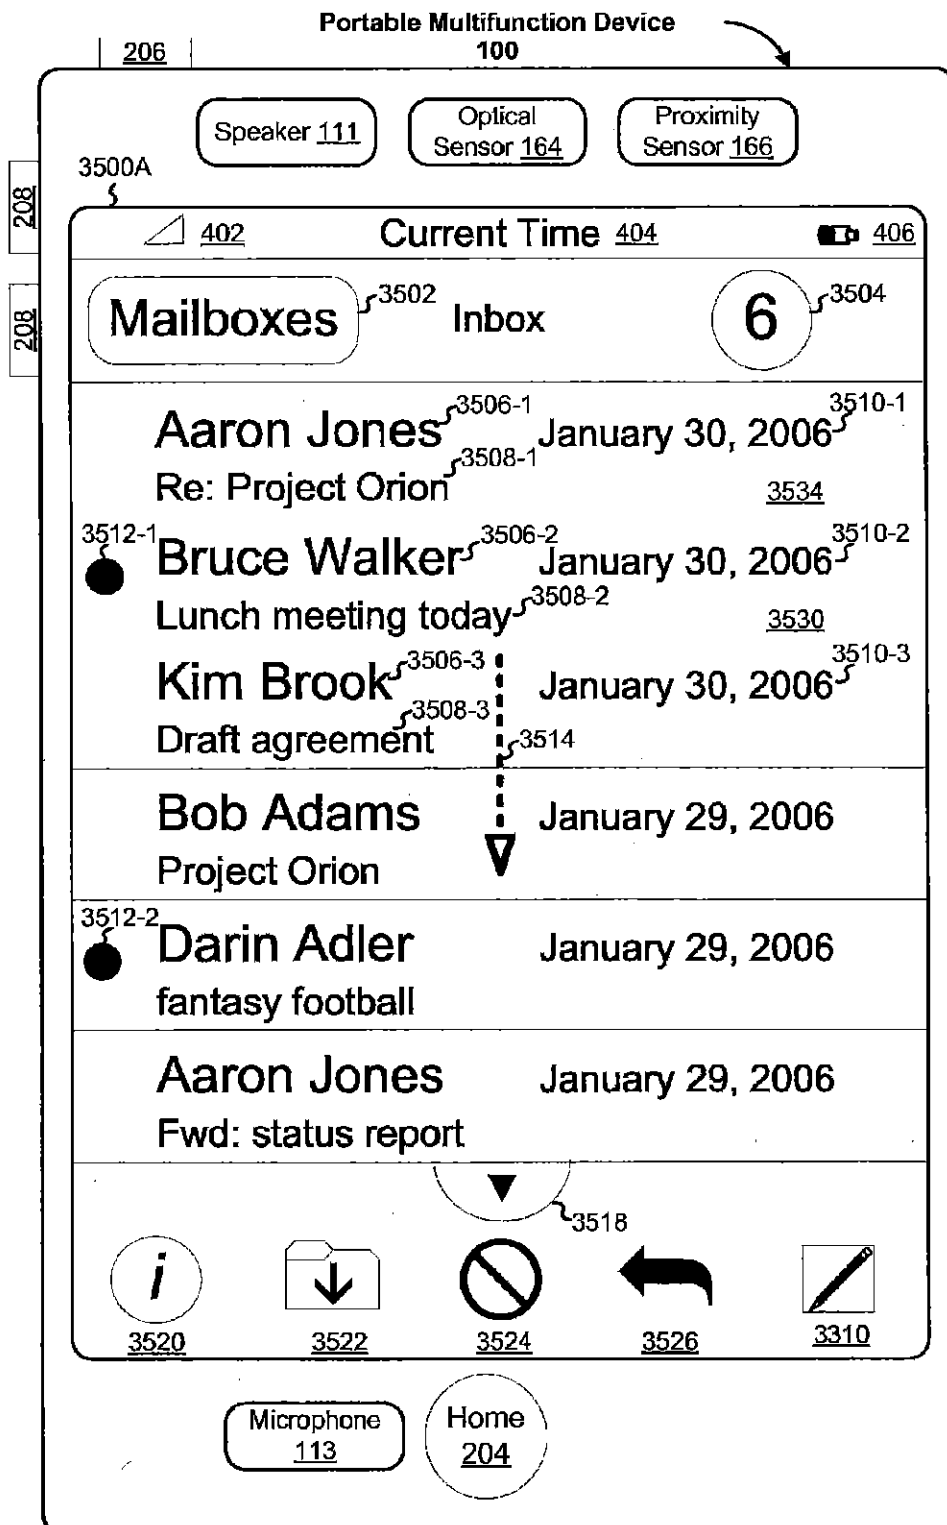 Portable Multifunction Device
100
206
Speaker 111
Optical
Sensor 164
Proximity
Sensor 166
208
3500A
402
Current Time 404
406
208
Mailboxes
3502
Inbox
6
3504
Aaron Jones
3506-1
January 30, 2006
3510-1
Re: Project Orion
3508-1
3534
3512-1
Bruce Walker
3506-2
January 30, 2006
3510-2
Lunch meeting today
3508-2
3530
Kim Brook
3506-3
January 30, 2006
3510-3
Draft agreement
3508-3
3514
Bob Adams
January 29, 2006
Project Orion
3512-2
Darin Adler
January 29, 2006
fantasy football
Aaron Jones
January 29, 2006
Fwd: status report
3518
i
3520
3522
3524
3526
3310
Microphone
113
Home
204